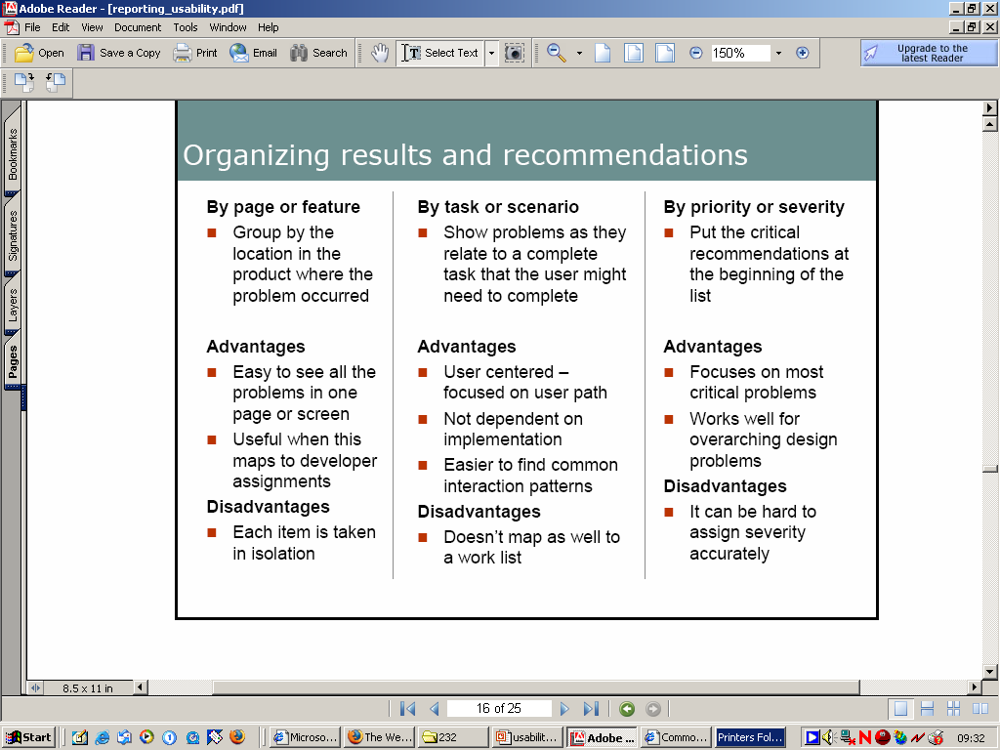 Adobe Reader - [reporting_usability.pdf]
File Edit View Document Tools Window Help
Open Save a Copy Print Email Search Select Text 150% Upgrade to the
latest Reader
Bookmarks
Signatures
Layers
Pages
Organizing results and recommendations
By page or feature
Group by the
location in the
product where the
problem occurred
Advantages
Easy to see all the
problems in one
page or screen
Useful when this
maps to developer
assignments
Disadvantages
Each item is taken
in isolation
By task or scenario
Show problems as they
relate to a complete
task that the user might
need to complete
Advantages
User centered –
focused on user path
Not dependent on
implementation
Easier to find common
interaction patterns
Disadvantages
Doesn't map as well to
a work list
By priority or severity
Put the critical
recommendations at
the beginning of the
list
Advantages
Focuses on most
critical problems
Works well for
overarching design
problems
Disadvantages
It can be hard to
assign severity
accurately
8.5 x 11 in
16 of 25
Start Microso... The We... 232 usabilit... Adobe ... Commo... Printers Fol... 09:32